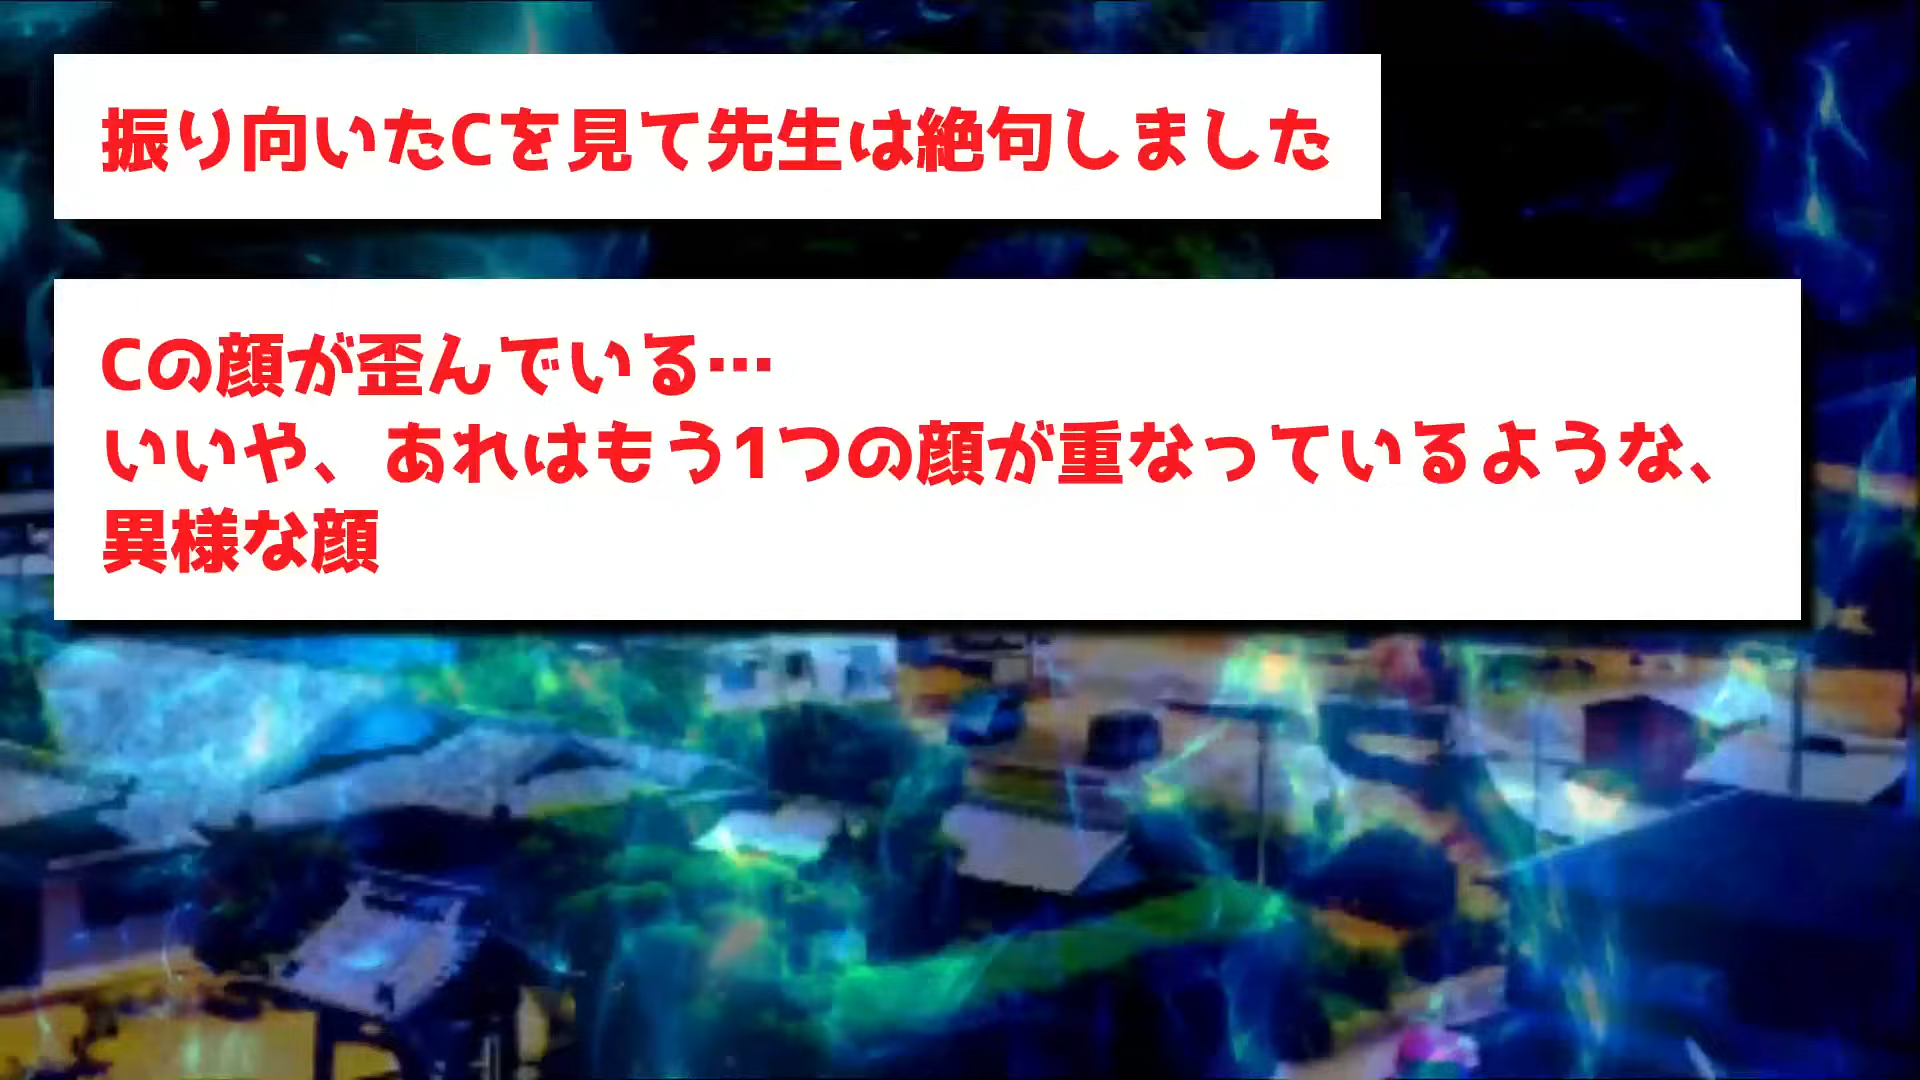 振り向いたCを見て先生は絶句しました
Cの顔が歪んでいる…
いいや、あれはもう1つの顔が重なっているような、
異様な顔